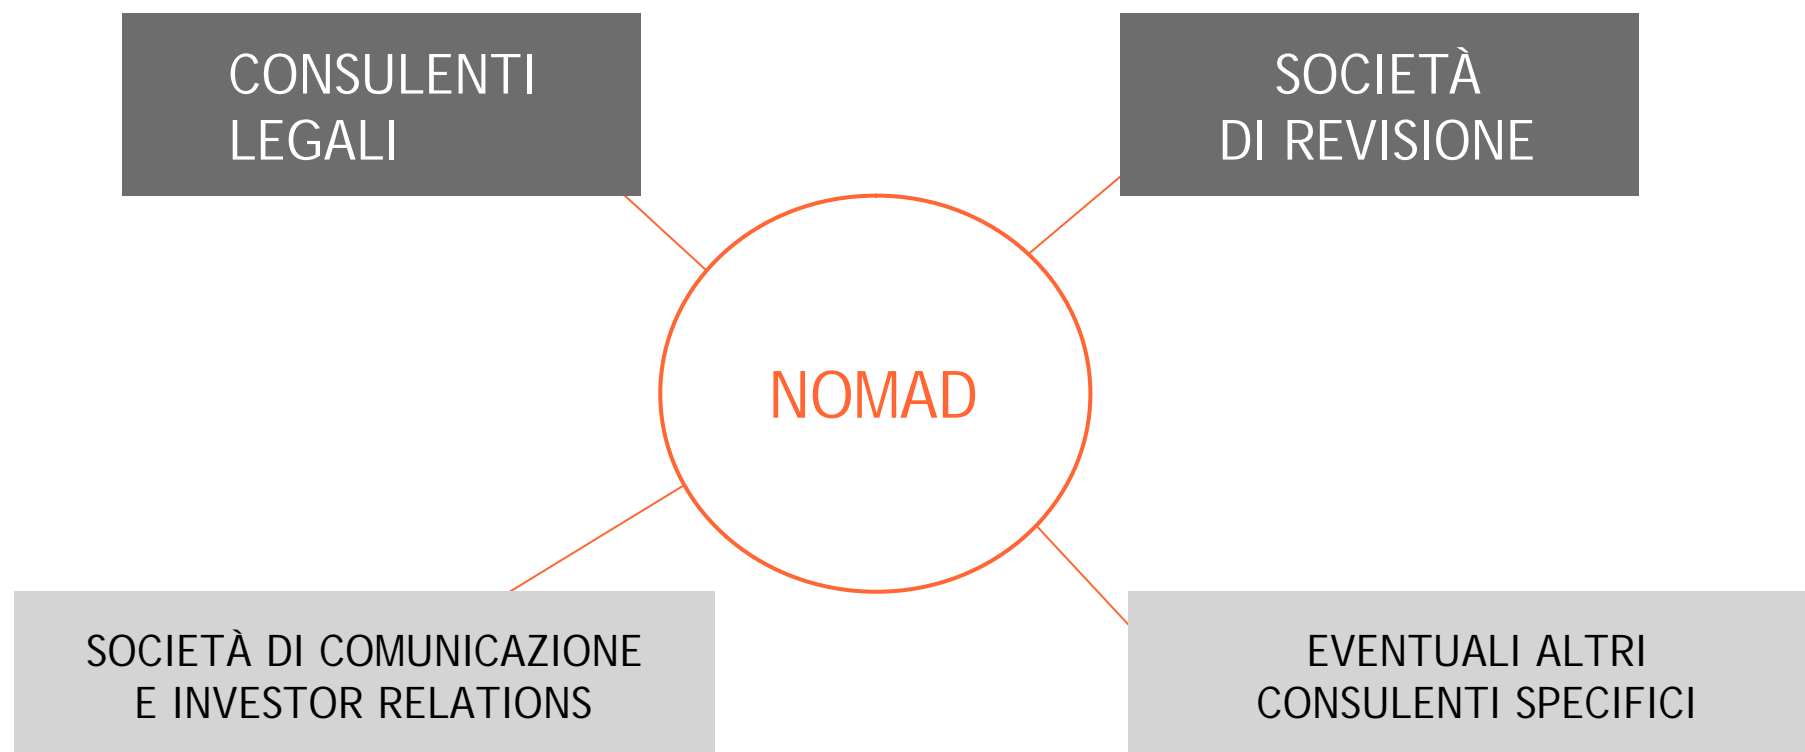 CONSULENTI
LEGALI
SOCIETÀ
DI REVISIONE
NOMAD
SOCIETÀ DI COMUNICAZIONE
E INVESTOR RELATIONS
EVENTUALI ALTRI
CONSULENTI SPECIFICI